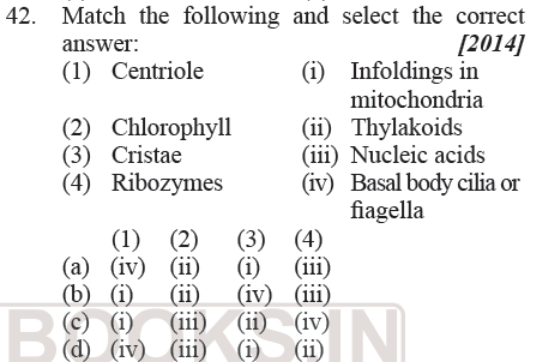 42. Match the following and select the correct
answer: [2014]
(1) Centriole (i) Infoldings in
mitochondria
(2) Chlorophyll (ii) Thylakoids
(3) Cristae (iii) Nucleic acids
(4) Ribozymes (iv) Basal body cilia or
fiagella
(1) (2) (3) (4)
(a) (iv) (ii) (i) (iii)
(b) (i) (ii) (iv) (iii)
(c) (i) (iii) (ii) (iv)
(d) (iv) (iii) (i) (ii)
BOOKS IN